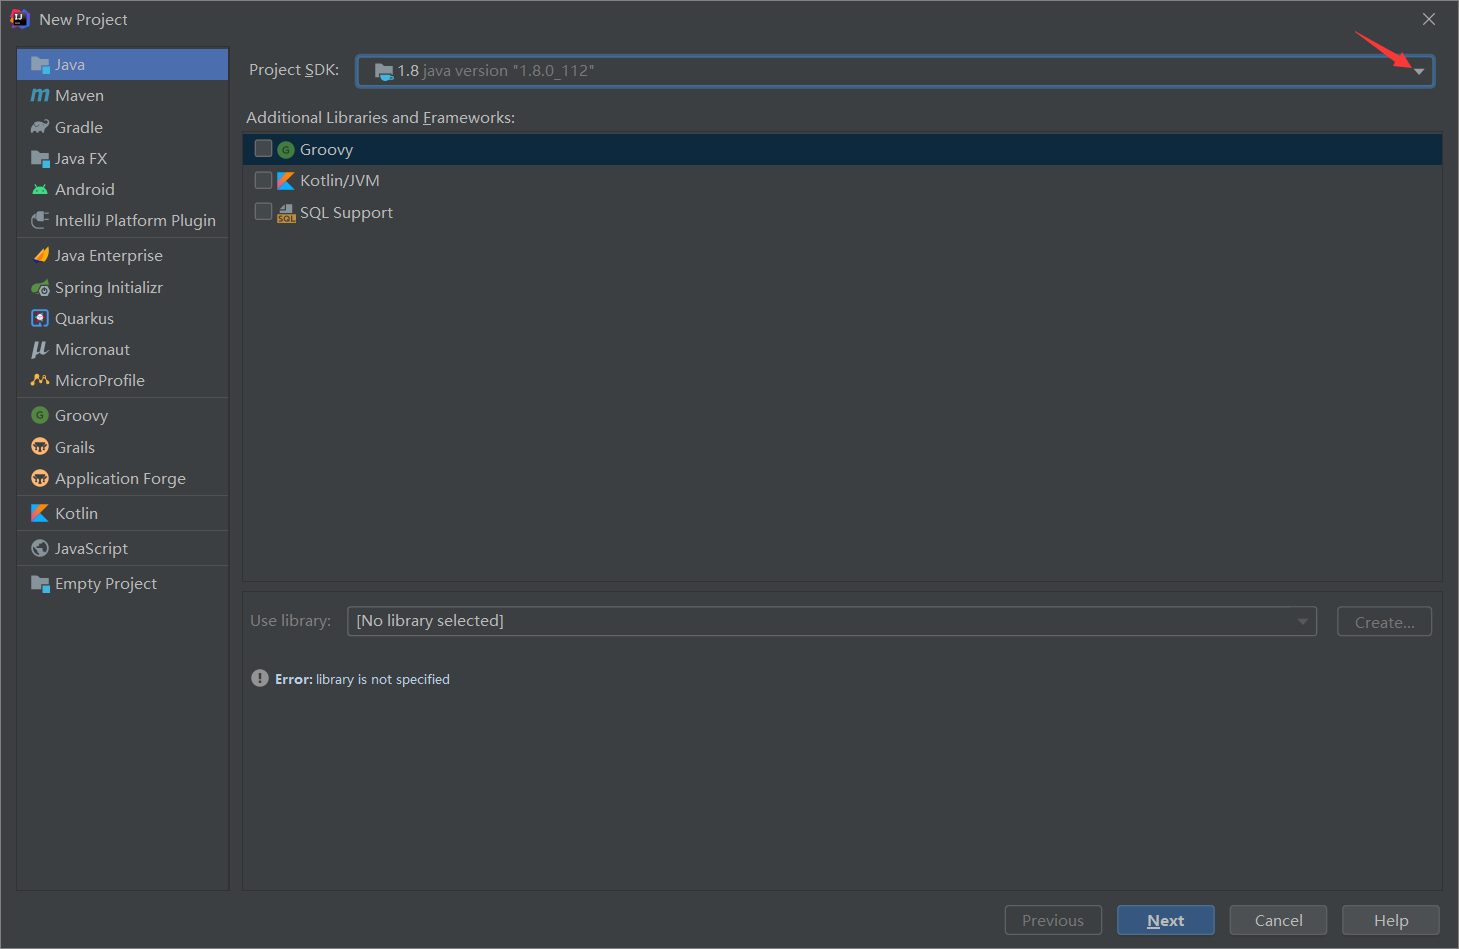 New Project
Java
Maven
Gradle
Java FX
Android
IntelliJ Platform Plugin
Java Enterprise
Spring Initializr
Quarkus
Micronaut
MicroProfile
Groovy
Grails
Application Forge
Kotlin
JavaScript
Empty Project
Project SDK: 1.8 java version "1.8.0_112"
Additional Libraries and Frameworks:
Groovy
Kotlin/JVM
SQL Support
Use library: [No library selected] Create...
Error: library is not specified
Previous Next Cancel Help